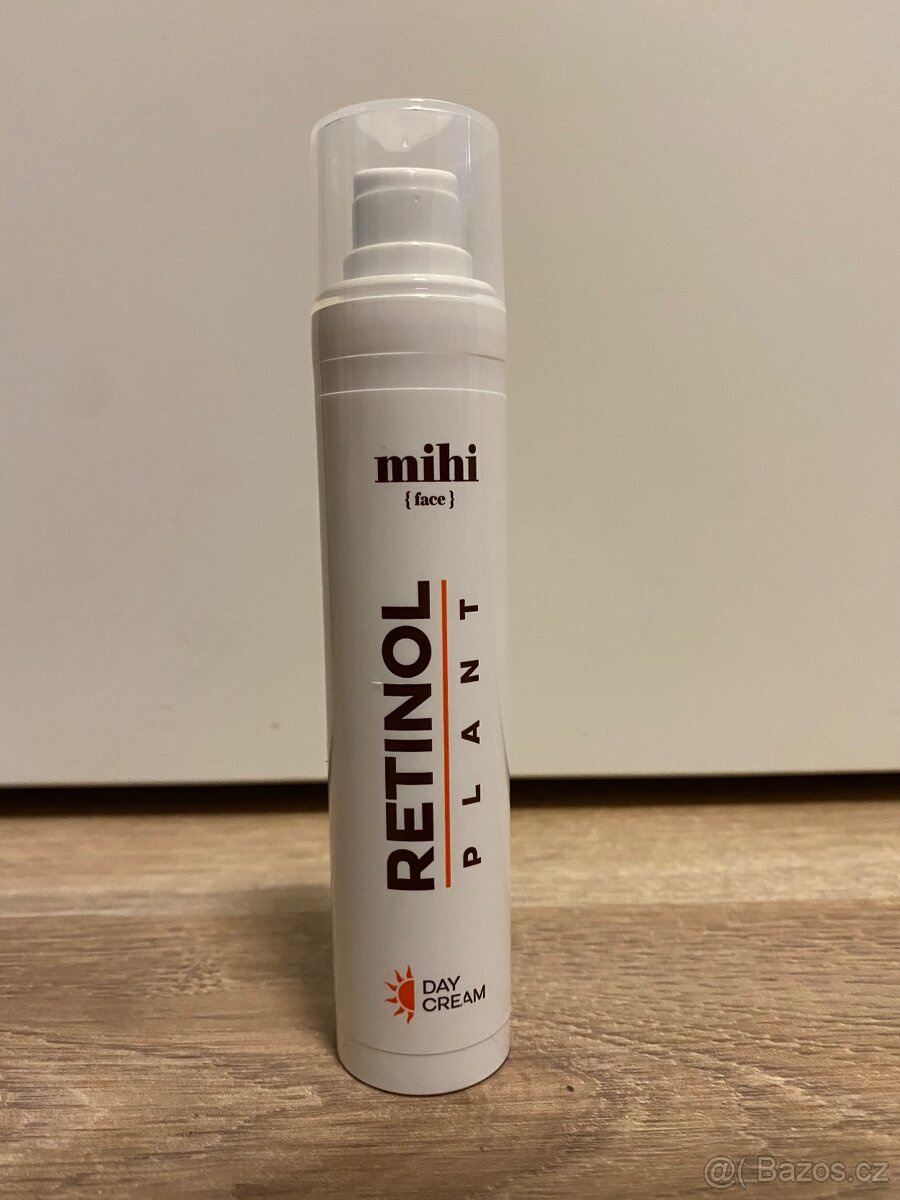 mihi
{ face }
RETINOL
PLANT
DAY
CREAM
@( Bazos.cz